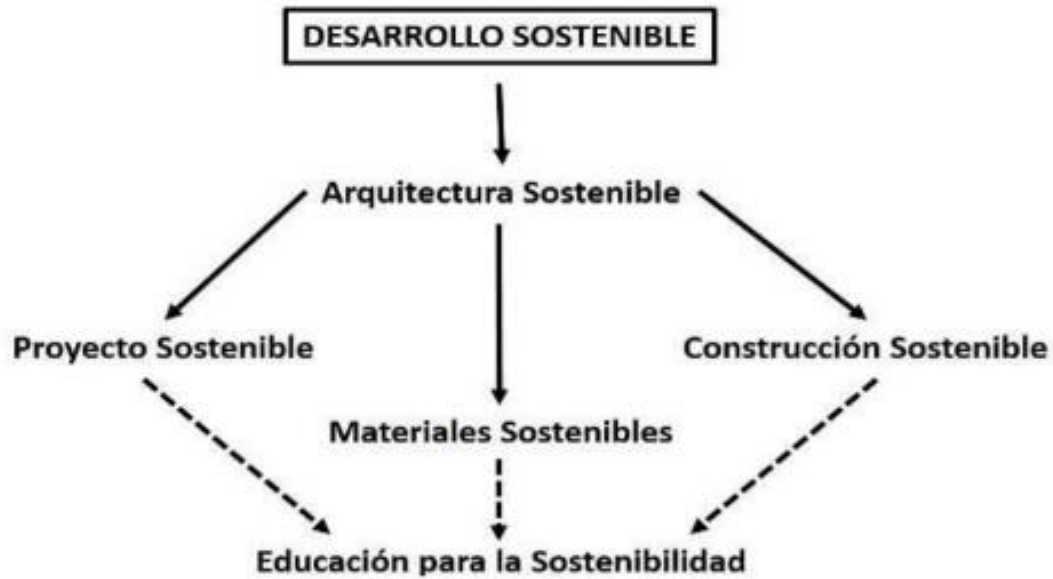 DESARROLLO SOSTENIBLE
Arquitectura Sostenible
Proyecto Sostenible
Construcción Sostenible
Materiales Sostenibles
Educación para la Sostenibilidad